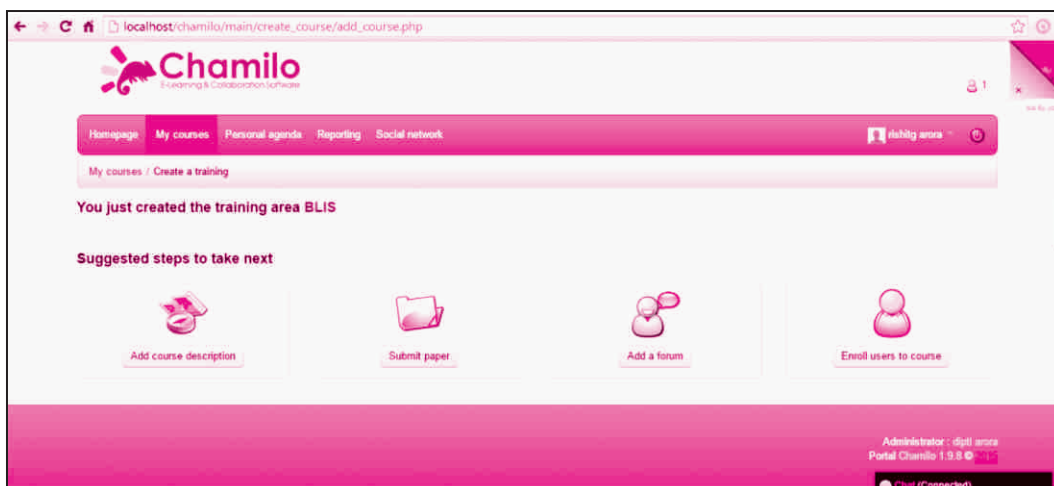 localhost/chamilo/main/create_course/add_course.php
Chamilo
E-Learning & Collaboration Software
1
Homepage My courses Personal agenda Reporting Social network rishitg arora
My courses / Create a training
You just created the training area BLIS
Suggested steps to take next
Add course description Submit paper Add a forum Enroll users to course
Administrator : dipti arora
Portal Chamilo 1.9.8 © 2015
Chat (Connected)